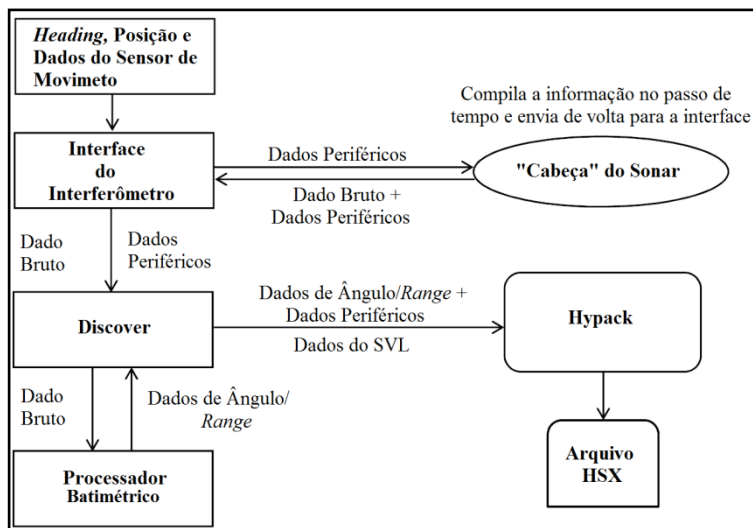 Heading, Posição e
Dados do Sensor de
Movimeto
Compila a informação no passo de
tempo e envia de volta para a interface
Interface
do
Interferômetro
Dados Periféricos
Dado Bruto +
Dados Periféricos
"Cabeça" do Sonar
Dado
Bruto
Dados
Periféricos
Discover
Dados de Ângulo/Range +
Dados Periféricos
Dados do SVL
Hypack
Dado
Bruto
Dados de Ângulo/
Range
Processador
Batimétrico
Arquivo
HSX